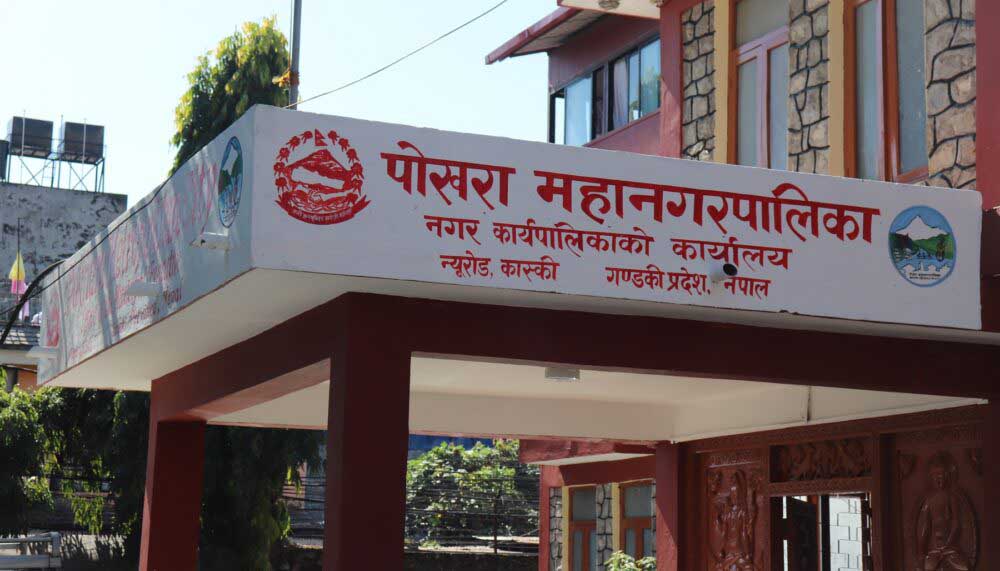 पोखरा महानगरपालिका
नगर कार्यपालिकाको कार्यालय
न्यूरोड, कास्की गण्डकी प्रदेश, नेपाल